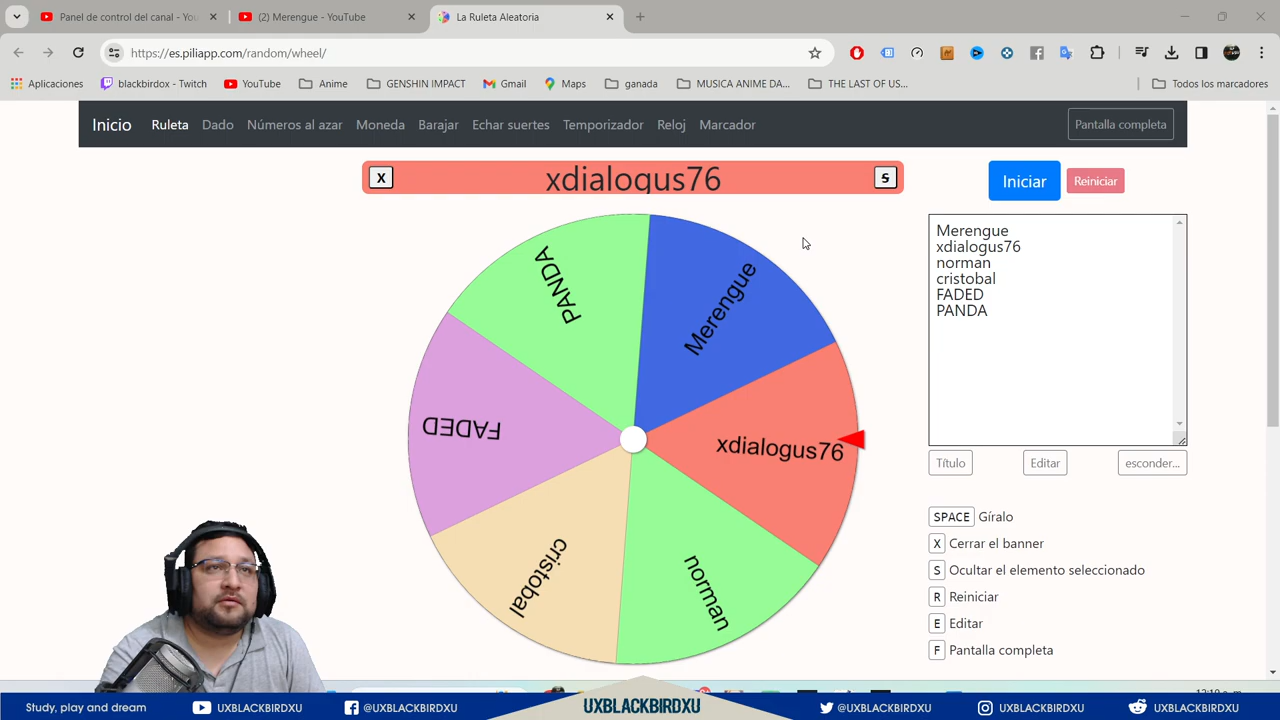 Panel de control del canal - You
(2) Merengue - YouTube
La Ruleta Aleatoria
https://es.piliapp.com/random/wheel/
Aplicaciones
blackbirdox - Twitch
YouTube
Anime
GENSHIN IMPACT
Gmail
Maps
ganada
MUSICA ANIME DA...
THE LAST OF US...
Todos los marcadores
Inicio
Ruleta
Dado
Números al azar
Moneda
Barajar
Echar suertes
Temporizador
Reloj
Marcador
Pantalla completa
X
xdialogus76
S
Iniciar
Reiniciar
PANDA
Merengue
xdialogus76
norman
cristobal
FADED
Merengue
xdialogus76
norman
cristobal
FADED
PANDA
Título
Editar
esconder...
SPACE Gíralo
X Cerrar el banner
S Ocultar el elemento seleccionado
R Reiniciar
E Editar
F Pantalla completa
Study, play and dream
UXBLACKBIRDXU
@UXBLACKBIRDXU
UXBLACKBIRDXU
@UXBLACKBIRDXU
UXBLACKBIRDXU
UXBLACKBIRDXU